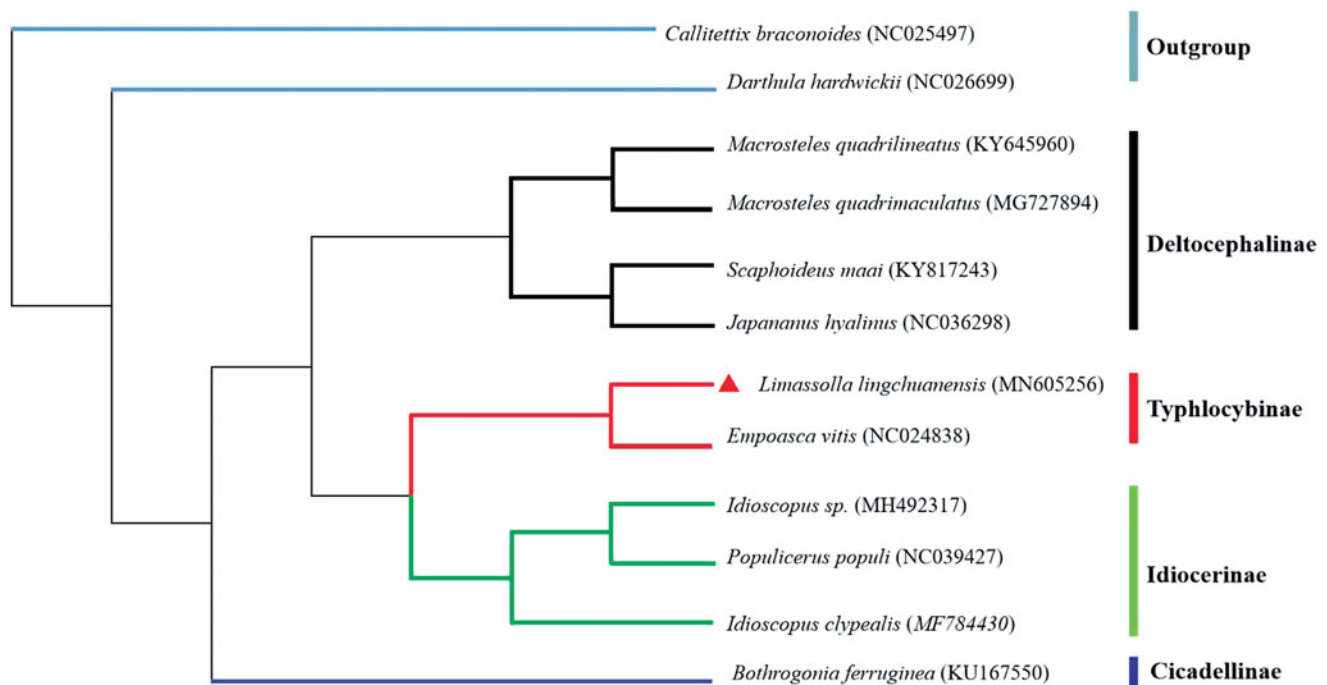 Callitettix braconoides (NC025497)
Outgroup
Darthula hardwickii (NC026699)
Macrosteles quadrilineatus (KY645960)
Macrosteles quadrimaculatus (MG727894)
Deltocephalinae
Scaphoideus maai (KY817243)
Japananus hyalinus (NC036298)
Limassolla lingchuanensis (MN605256)
Typhlocybinae
Empoasca vitis (NC024838)
Idioscopus sp. (MH492317)
Populicerus populi (NC039427)
Idiocerinae
Idioscopus clypealis (MF784430)
Bothrogonia ferruginea (KU167550)
Cicadellinae